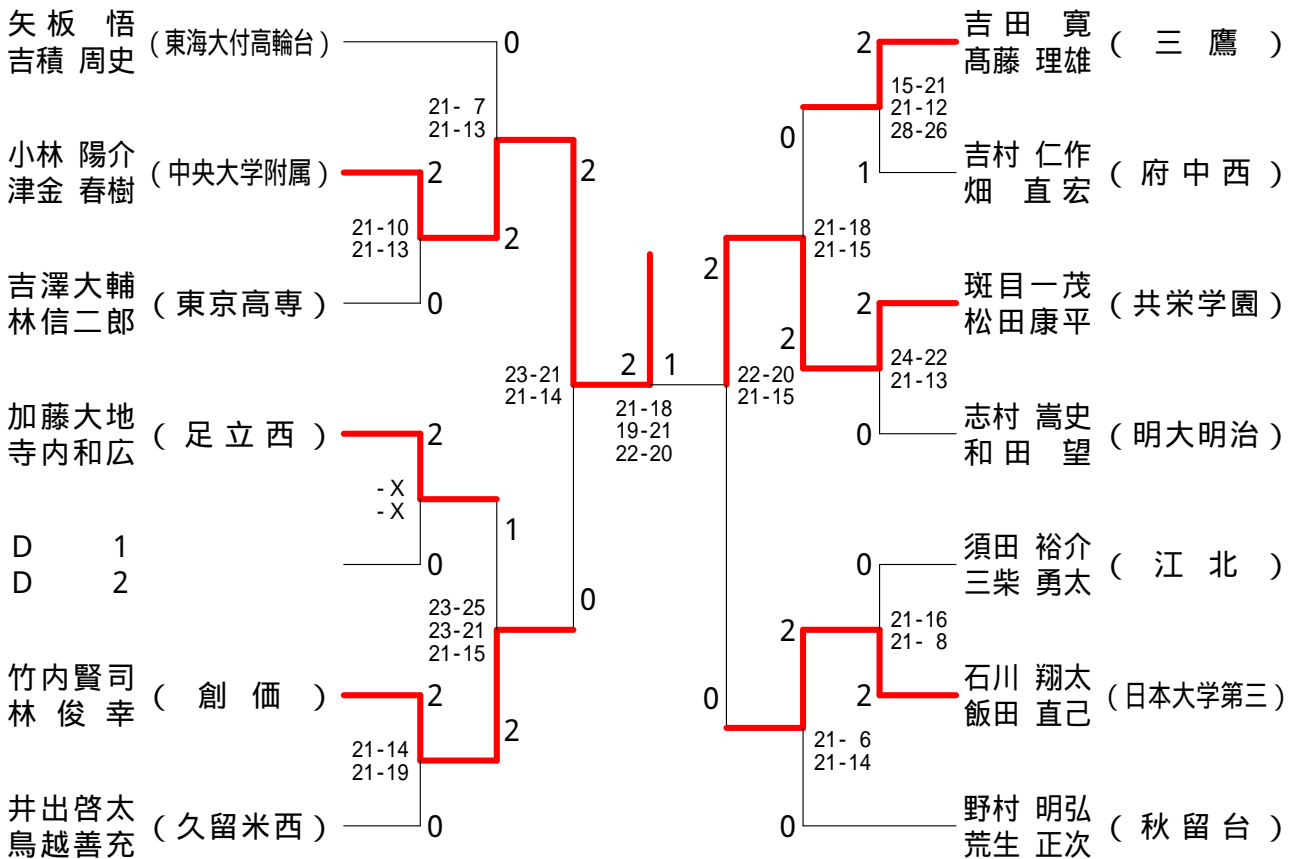 矢板 悟
吉積 周史
(東海大付高輪台)
0
21- 7
21-13
小林 陽介
津金 春樹
(中央大学附属)
2
21-10
21-13
2
2
吉澤大輔
林信二郎
(東京高専)
0
23-21
21-14
加藤大地
寺内和広
(足立西)
2
-X
-X
1
D 1
D 2
0
0
23-25
23-21
21-15
竹内賢司
林俊幸
(創価)
2
21-14
21-19
2
井出啓太
鳥越善充
(久留米西)
0
2 1
21-18
19-21
22-20
2
吉田 寛
髙藤 理雄
(三鷹)
15-21
21-12
28-26
0
1
吉村 仁作
畑 直宏
(府中西)
21-18
21-15
2
2
斑目一茂
松田康平
(共栄学園)
2
24-22
21-13
22-20
21-15
0
志村 嵩史
和田 望
(明大明治)
0
須田 裕介
三柴 勇太
(江北)
21-16
21- 8
2
0
2
石川 翔太
飯田 直己
(日本大学第三)
21- 6
21-14
0
野村 明弘
荒生 正次
(秋留台)